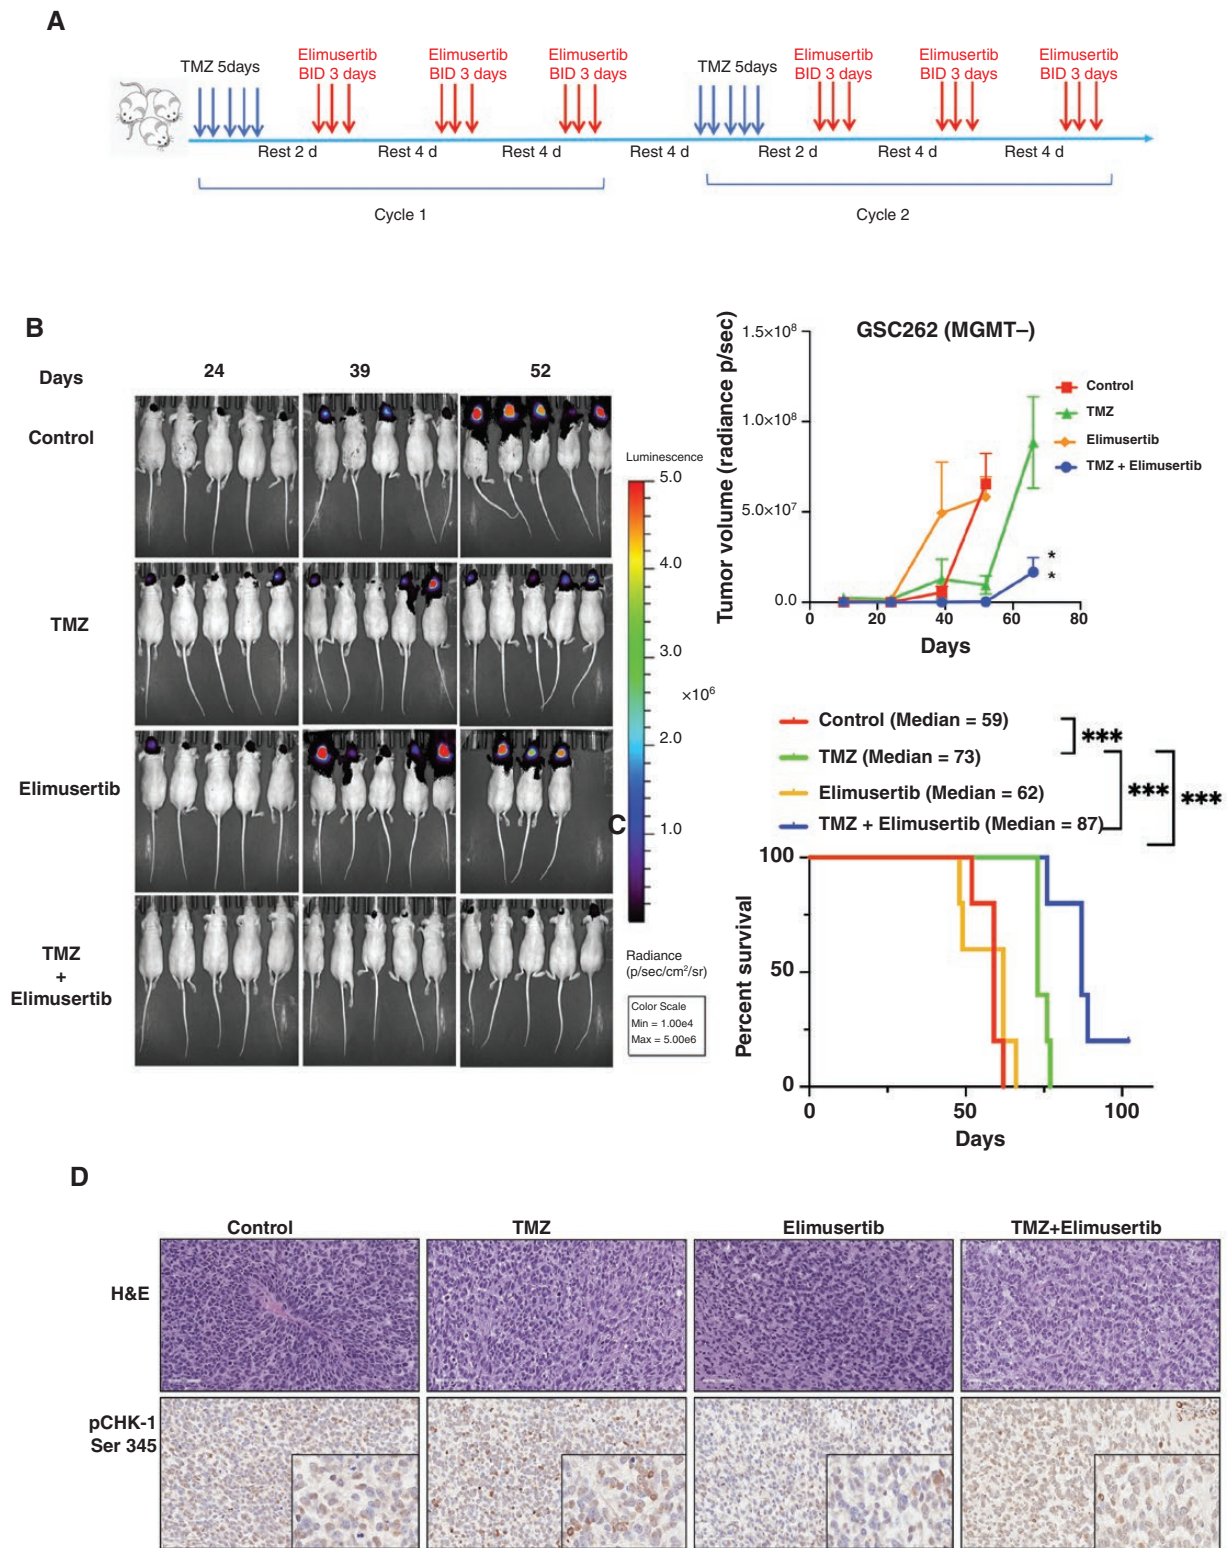 A
TMZ 5days
Elimusertib
BID 3 days
Elimusertib
BID 3 days
Elimusertib
BID 3 days
TMZ 5days
Elimusertib
BID 3 days
Elimusertib
BID 3 days
Elimusertib
BID 3 days
Rest 2 d
Rest 4 d
Rest 4 d
Rest 4 d
Rest 2 d
Rest 4 d
Rest 4 d
Cycle 1
Cycle 2
B
Days
24
39
52
Control
TMZ
Elimusertib
TMZ
+
Elimusertib
Luminescence
5.0
4.0
3.0
×10⁶
2.0
1.0
Radiance
(p/sec/cm²/sr)
Color Scale
Min = 1.00e4
Max = 5.00e6
GSC262 (MGMT–)
Tumor volume (radiance p/sec)
1.5×10⁸
1.0×10⁸
5.0×10⁷
0.0
0
20
40
60
80
Days
Control
TMZ
Elimusertib
TMZ + Elimusertib
*
*
C
Control (Median = 59)
TMZ (Median = 73)
Elimusertib (Median = 62)
TMZ + Elimusertib (Median = 87)
***
***
***
Percent survival
100
50
0
0
50
100
Days
D
Control
TMZ
Elimusertib
TMZ+Elimusertib
H&E
pCHK-1
Ser 345